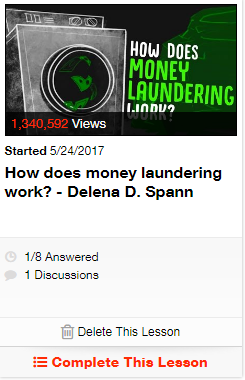 HOW DOES
MONEY
LAUNDERING
WORK?
1,340,592 Views
Started 5/24/2017
How does money laundering
work? - Delena D. Spann
1/8 Answered
1 Discussions
Delete This Lesson
Complete This Lesson